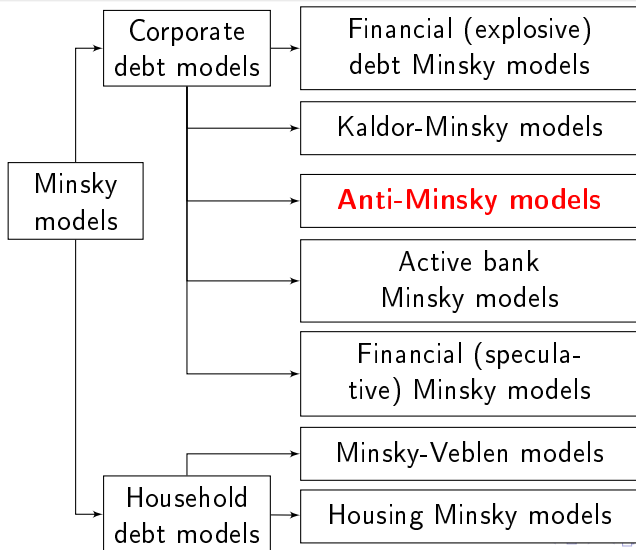 Corporate
debt models
Financial (explosive)
debt Minsky models
Kaldor-Minsky models
Minsky
models
Anti-Minsky models
Active bank
Minsky models
Financial (specula-
tive) Minsky models
Minsky-Veblen models
Household
debt models
Housing Minsky models